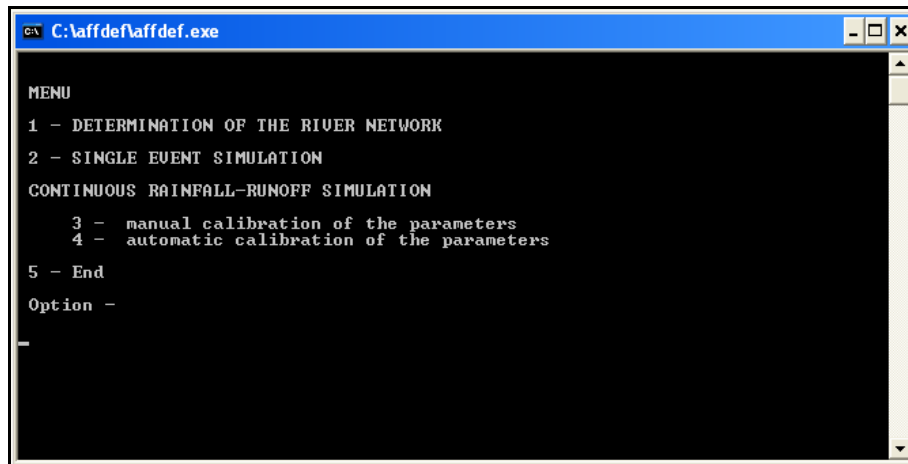 C:\affdef\affdef.exe
MENU
1 - DETERMINATION OF THE RIVER NETWORK
2 - SINGLE EVENT SIMULATION
CONTINUOUS RAINFALL-RUNOFF SIMULATION
3 - manual calibration of the parameters
4 - automatic calibration of the parameters
5 - End
Option -